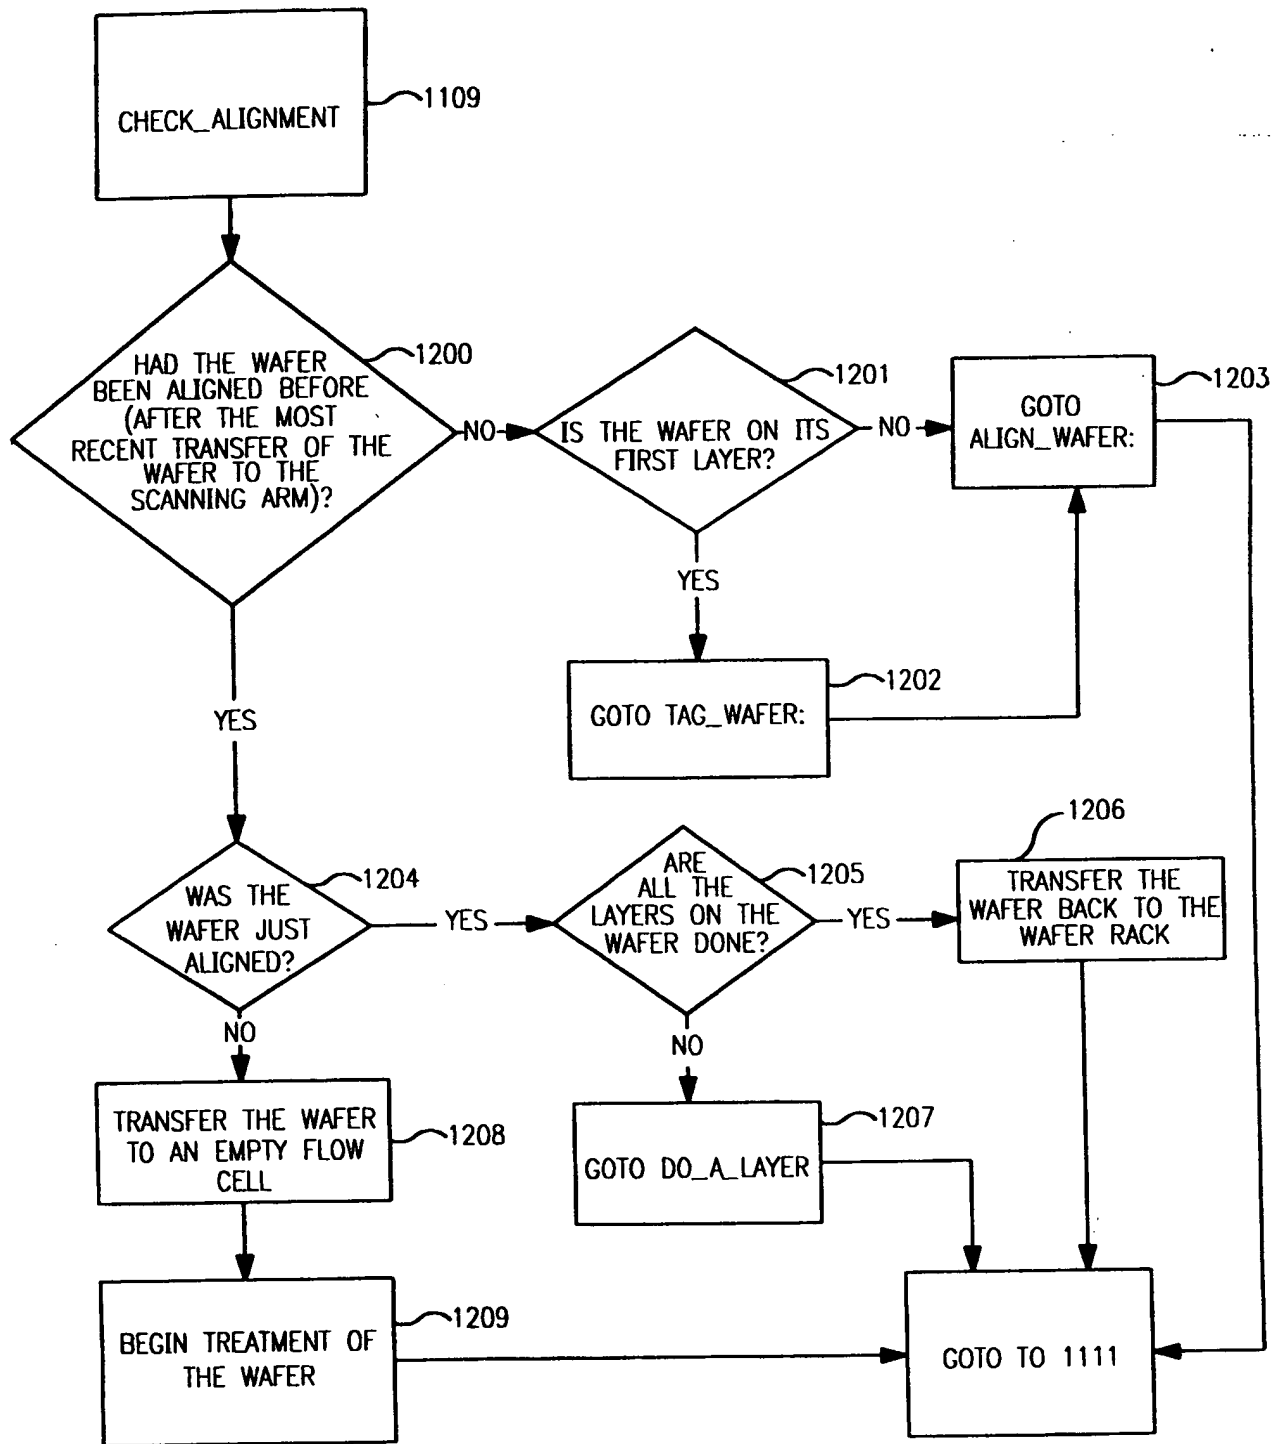 CHECK_ALIGNMENT
1109
HAD THE WAFER
BEEN ALIGNED BEFORE
(AFTER THE MOST
RECENT TRANSFER OF THE
WAFER TO THE
SCANNING ARM)?
1200
NO
IS THE WAFER ON ITS
FIRST LAYER?
1201
NO
GOTO
ALIGN_WAFER:
1203
YES
GOTO TAG_WAFER:
1202
YES
WAS THE
WAFER JUST
ALIGNED?
1204
YES
ARE
ALL THE
LAYERS ON THE
WAFER DONE?
1205
YES
TRANSFER THE
WAFER BACK TO THE
WAFER RACK
1206
NO
TRANSFER THE WAFER
TO AN EMPTY FLOW
CELL
1208
NO
GOTO DO_A_LAYER
1207
BEGIN TREATMENT OF
THE WAFER
1209
GOTO TO 1111